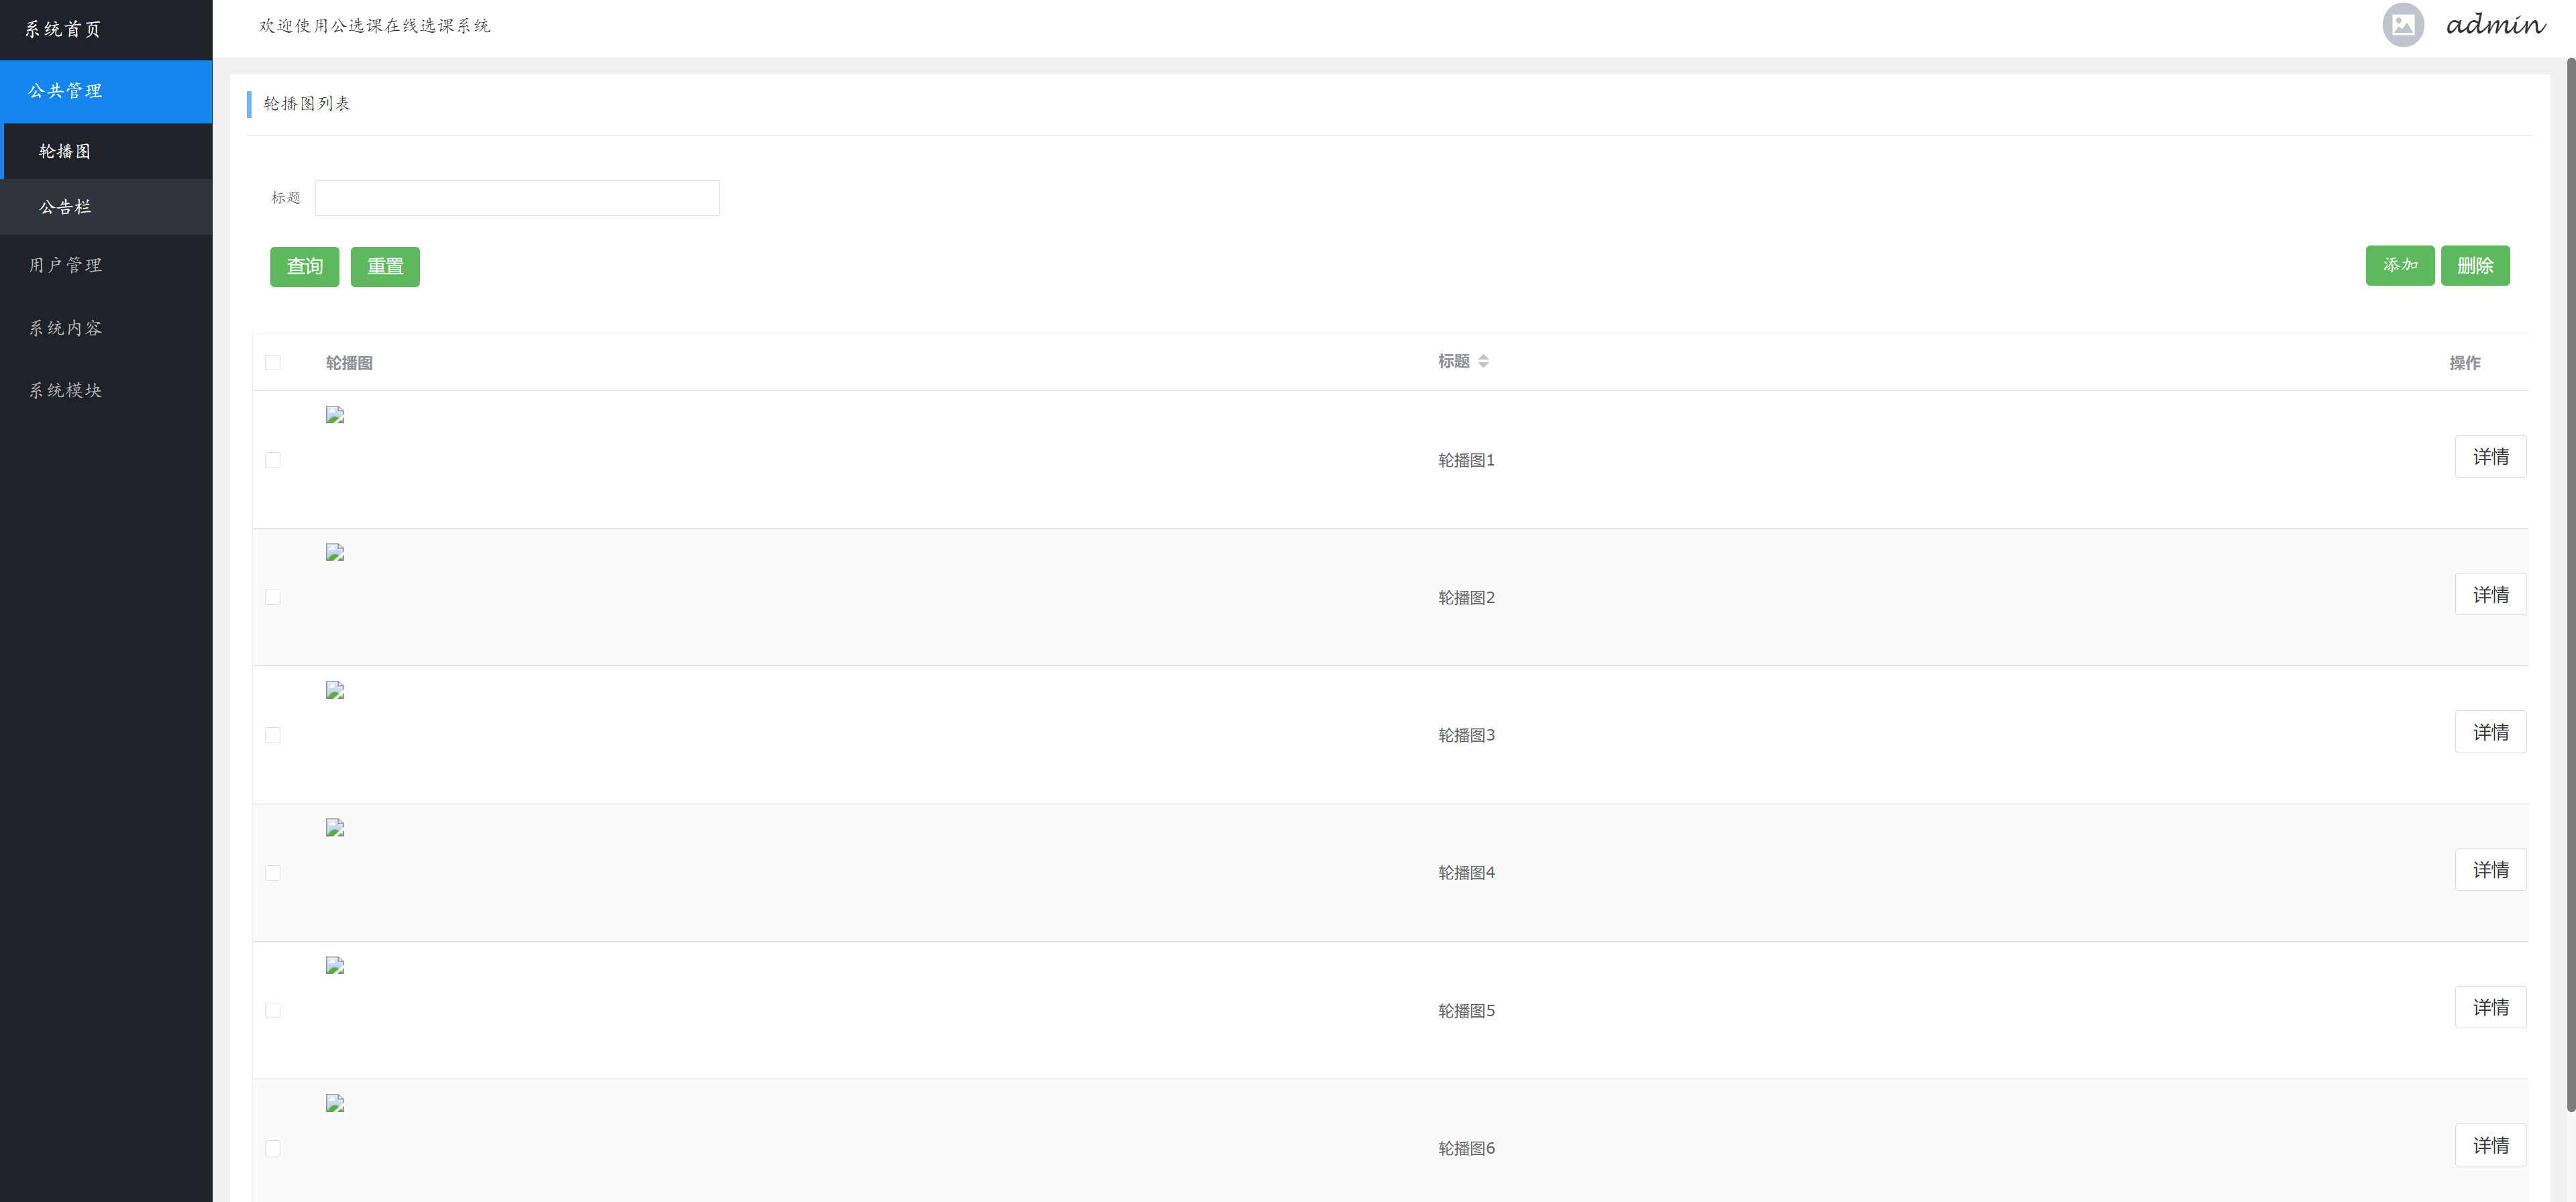 系统首页
欢迎使用公选课在线选课系统
admin
公共管理
轮播图
公告栏
用户管理
系统内容
系统模块
轮播图列表
标题
查询 重置 添加 删除
轮播图 标题 操作
轮播图1 详情
轮播图2 详情
轮播图3 详情
轮播图4 详情
轮播图5 详情
轮播图6 详情